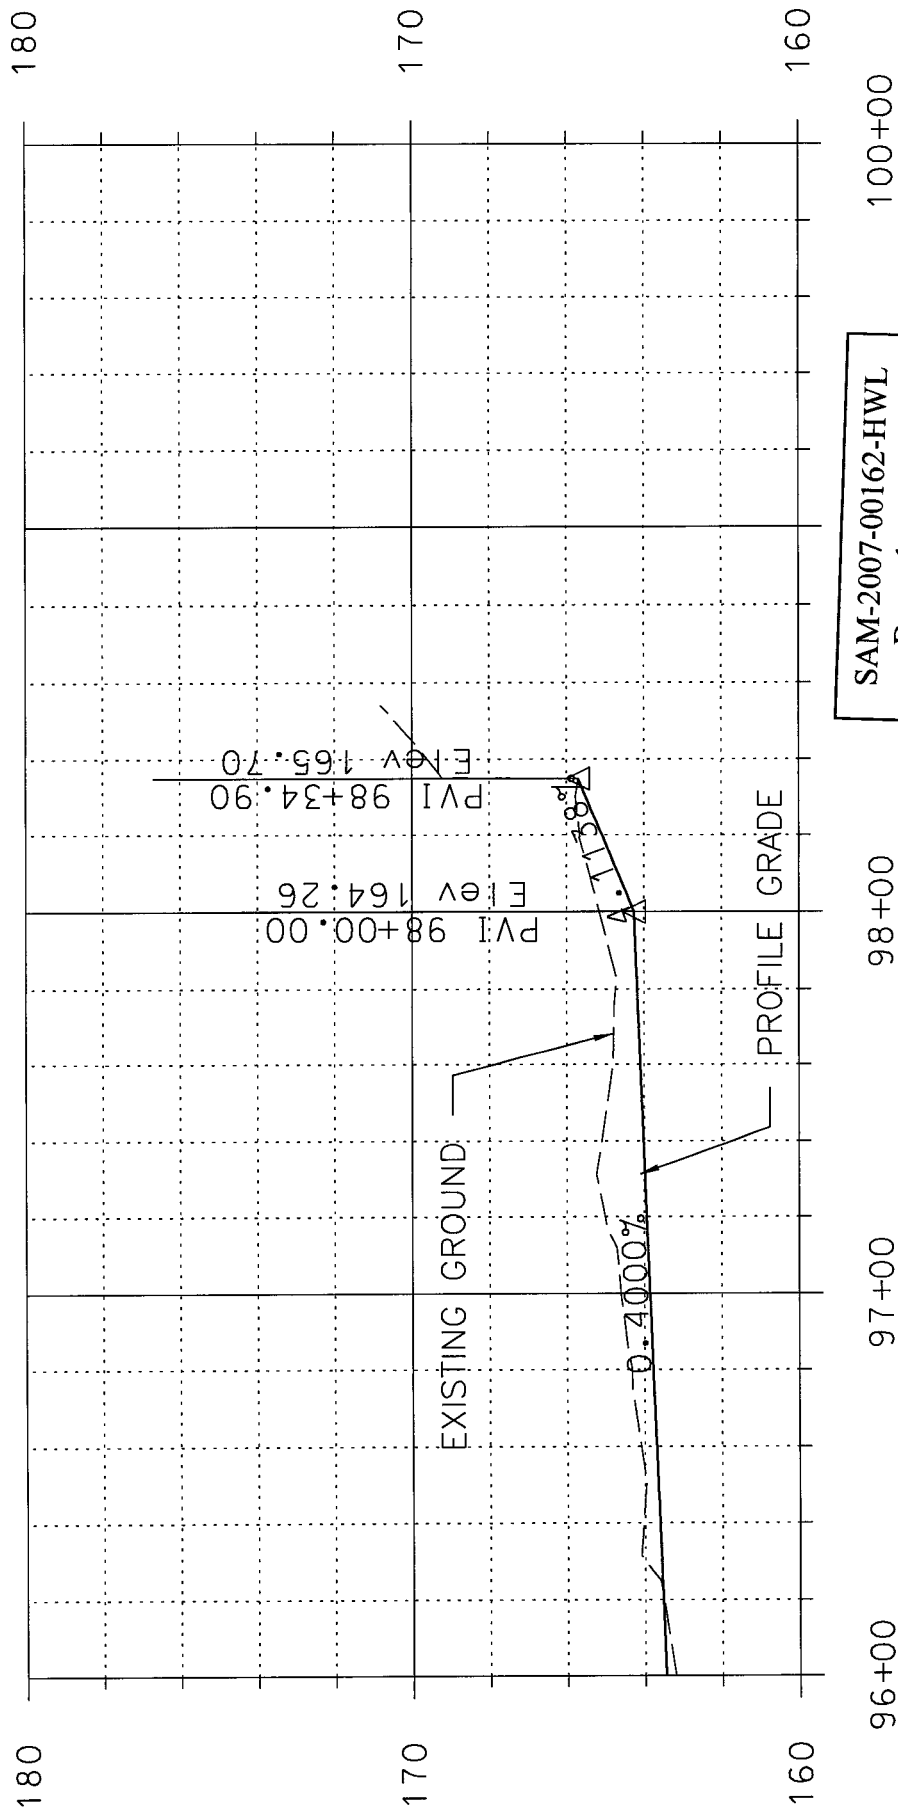 180
170
160
180
170
160
PVI 98+00.00
Elev 164.26
PVI 98+34.90
Elev 165.70
EXISTING GROUND
PROFILE GRADE
0.4000%
96+00
97+00
98+00
100+00
SAM-2007-00162-HWL